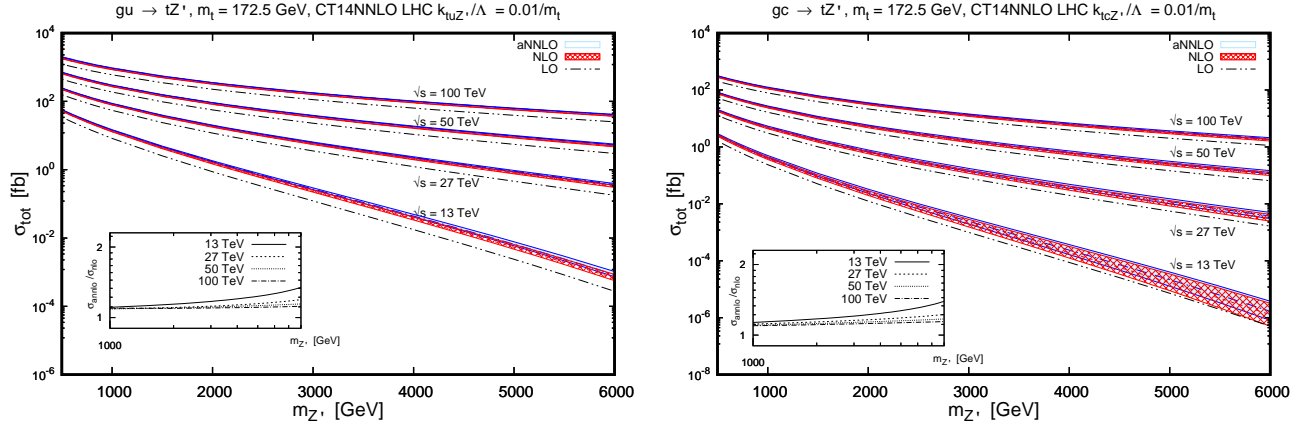 gu → tZ', m_t = 172.5 GeV, CT14NNLO LHC k_tuZ'/Λ = 0.01/m_t
aNNLO
NLO
LO
10^4
10^2
10^0
10^-2
10^-4
10^-6
σ_tot [fb]
√s = 100 TeV
√s = 50 TeV
√s = 27 TeV
√s = 13 TeV
2
1
σ_annlo/σ_nlo
13 TeV
27 TeV
50 TeV
100 TeV
1000
m_Z' [GeV]
1000 2000 3000 4000 5000 6000
m_Z' [GeV]
gc → tZ', m_t = 172.5 GeV, CT14NNLO LHC k_tcZ'/Λ = 0.01/m_t
aNNLO
NLO
LO
10^4
10^2
10^0
10^-2
10^-4
10^-6
10^-8
σ_tot [fb]
√s = 100 TeV
√s = 50 TeV
√s = 27 TeV
√s = 13 TeV
2
1
σ_annlo/σ_nlo
13 TeV
27 TeV
50 TeV
100 TeV
1000
m_Z' [GeV]
1000 2000 3000 4000 5000 6000
m_Z' [GeV]